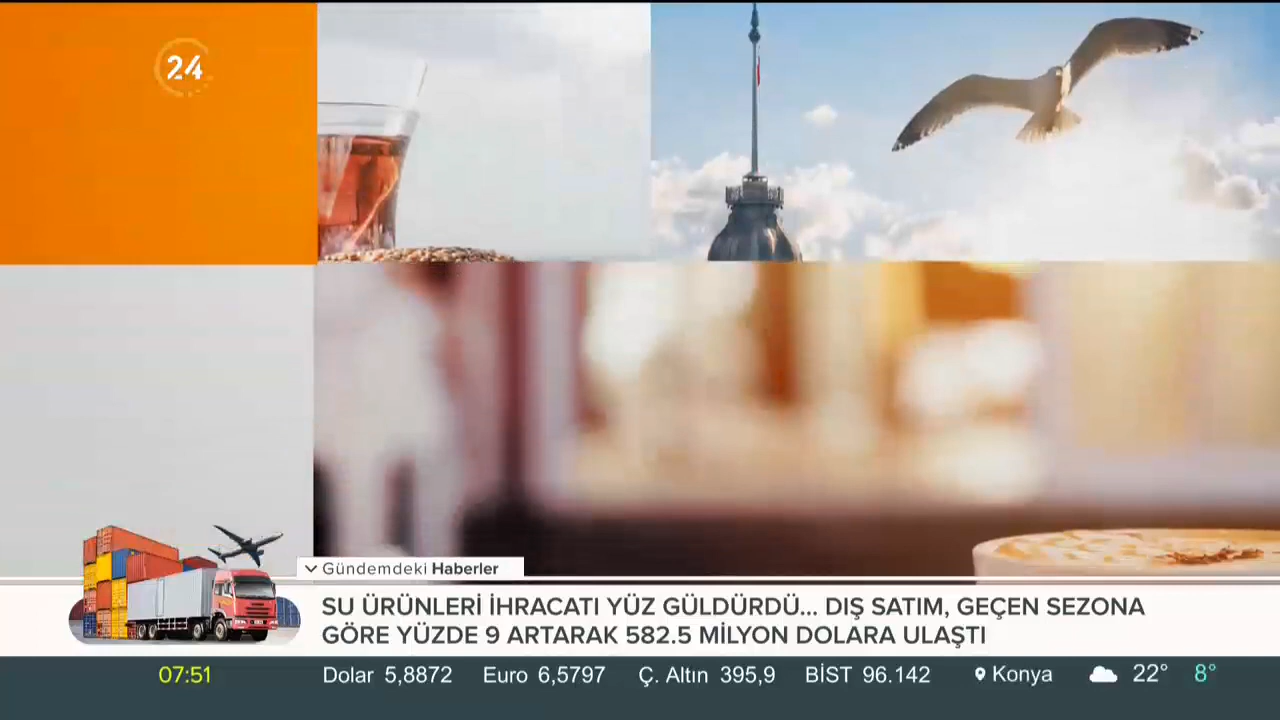 24
Gündemdeki Haberler
SU ÜRÜNLERİ İHRACATI YÜZ GÜLDÜRDÜ... DIŞ SATIM, GEÇEN SEZONA
GÖRE YÜZDE 9 ARTARAK 582.5 MİLYON DOLARA ULAŞTI
07:51 Dolar 5,8872 Euro 6,5797 Ç. Altın 395,9 BİST 96.142 Konya 22° 8°